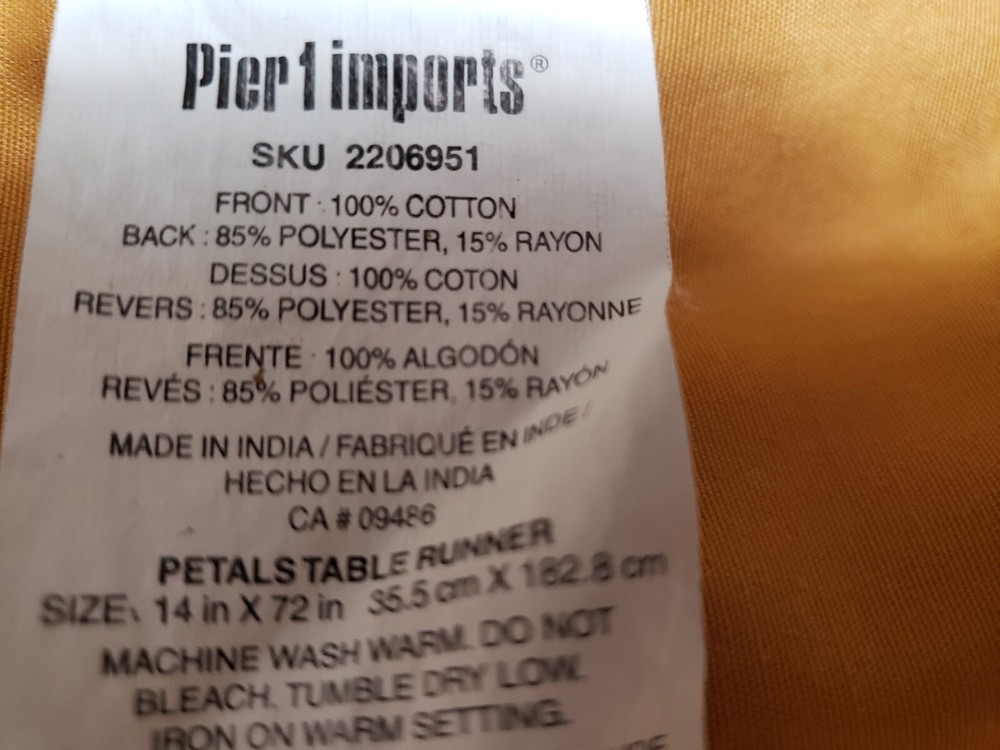 Pier 1 imports®
SKU 2206951
FRONT : 100% COTTON
BACK : 85% POLYESTER, 15% RAYON
DESSUS : 100% COTON
REVERS : 85% POLYESTER, 15% RAYONNE
FRENTE : 100% ALGODÓN
REVÉS : 85% POLIÉSTER, 15% RAYÓN
MADE IN INDIA / FABRIQUÉ EN INDE /
HECHO EN LA INDIA
CA # 09486
PETALS TABLE RUNNER
SIZE: 14 in X 72 in 35.5 cm X 182.8 cm
MACHINE WASH WARM. DO NOT
BLEACH. TUMBLE DRY LOW.
IRON ON WARM SETTING.